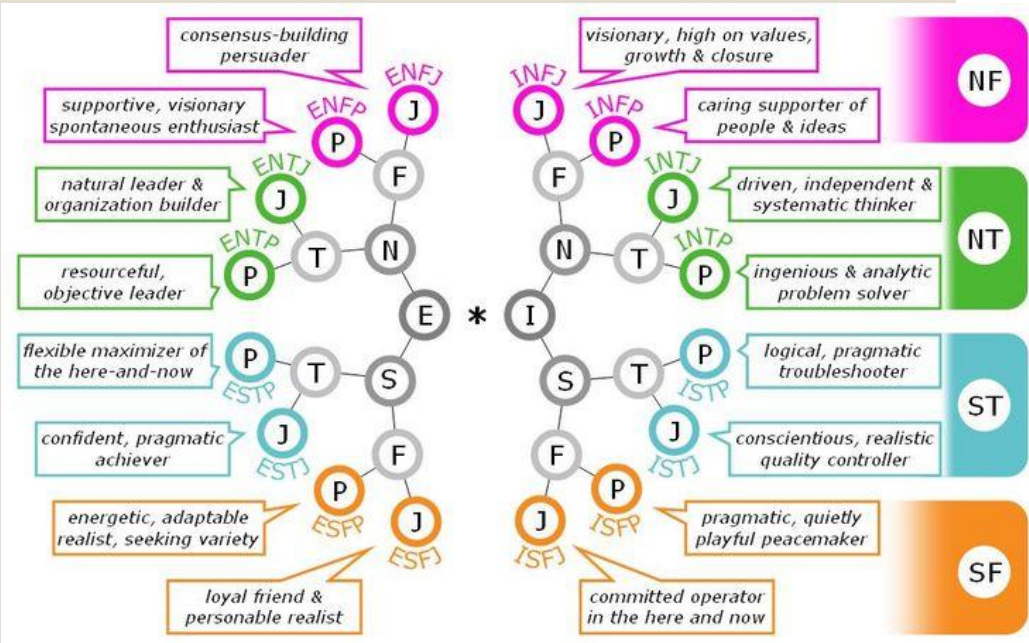 consensus-building
persuader
ENFJ
J
supportive, visionary
spontaneous enthusiast
ENFP
P
F
natural leader &
organization builder
ENTJ
J
ENTP
P
T
N
resourceful,
objective leader
E
flexible maximizer of
the here-and-now
P
ESTP
T
S
confident, pragmatic
achiever
J
ESTJ
F
energetic, adaptable
realist, seeking variety
P
ESFP
J
ESFJ
loyal friend &
personable realist
*
visionary, high on values,
growth & closure
INFJ
J
INFP
P
caring supporter of
people & ideas
F
INTJ
J
driven, independent &
systematic thinker
N
T
INTP
P
ingenious & analytic
problem solver
I
P
ISTP
logical, pragmatic
troubleshooter
S
T
J
ISTJ
conscientious, realistic
quality controller
F
P
ISFP
pragmatic, quietly
playful peacemaker
J
ISFJ
committed operator
in the here and now
NF
NT
ST
SF